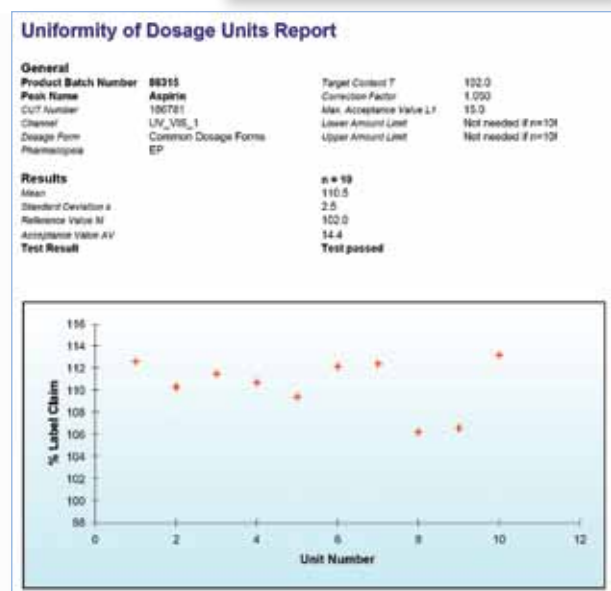 Uniformity of Dosage Units Report
General
Product Batch Number 88315 Target Content T 102.0
Peak Name Aspirin Correction Factor 1.050
CUT Number 186781 Max. Acceptance Value L1 15.0
Channel UV_VIS_1 Lower Amount Limit Not needed if n=10!
Dosage Form Common Dosage Forms Upper Amount Limit Not needed if n=10!
Pharmacopeia EP
Results n = 10
Mean 110.5
Standard Deviation s 2.5
Reference Value M 102.0
Acceptance Value AV 14.4
Test Result Test passed
% Label Claim
116
114
112
110
108
106
104
102
100
98
0 2 4 6 8 10 12
Unit Number